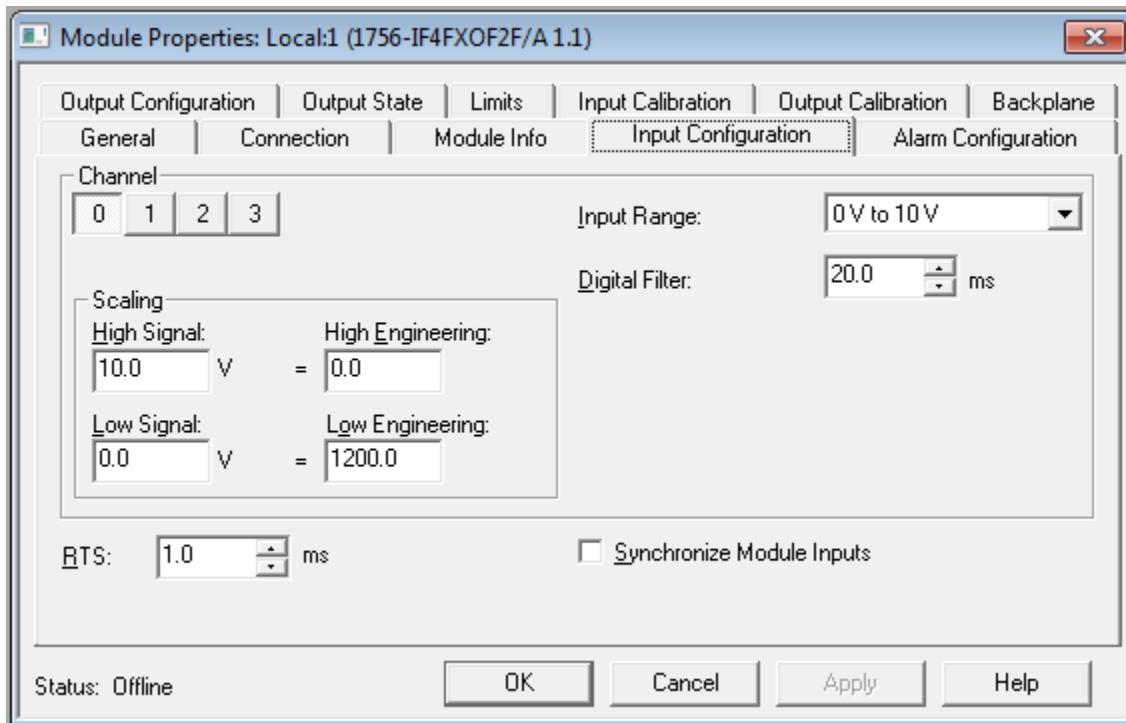 Module Properties: Local:1 (1756-IF4FXOF2F/A 1.1)
Output Configuration Output State Limits Input Calibration Output Calibration Backplane
General Connection Module Info Input Configuration Alarm Configuration
Channel
0 1 2 3
Input Range: 0 V to 10 V
Digital Filter: 20.0 ms
Scaling
High Signal: High Engineering:
10.0 V = 0.0
Low Signal: Low Engineering:
0.0 V = 1200.0
RTS: 1.0 ms Synchronize Module Inputs
Status: Offline OK Cancel Apply Help